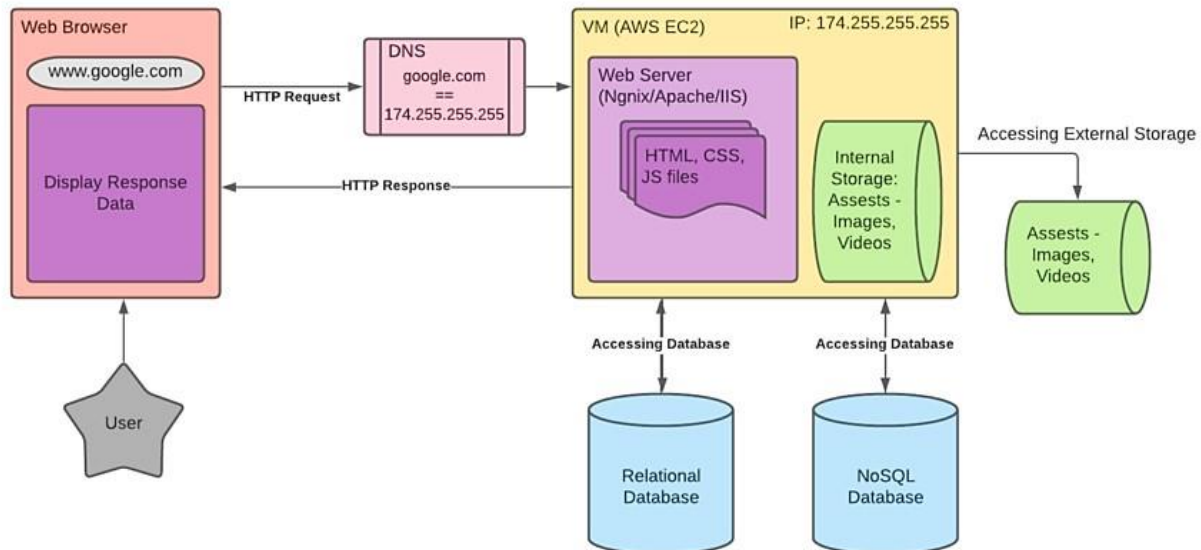 Web Browser
www.google.com
Display Response
Data
HTTP Request
DNS
google.com
==
174.255.255.255
HTTP Response
VM (AWS EC2)
IP: 174.255.255.255
Web Server
(Ngnix/Apache/IIS)
HTML, CSS,
JS files
Internal
Storage:
Assests -
Images,
Videos
Accessing External Storage
Assests -
Images,
Videos
User
Accessing Database
Accessing Database
Relational
Database
NoSQL
Database